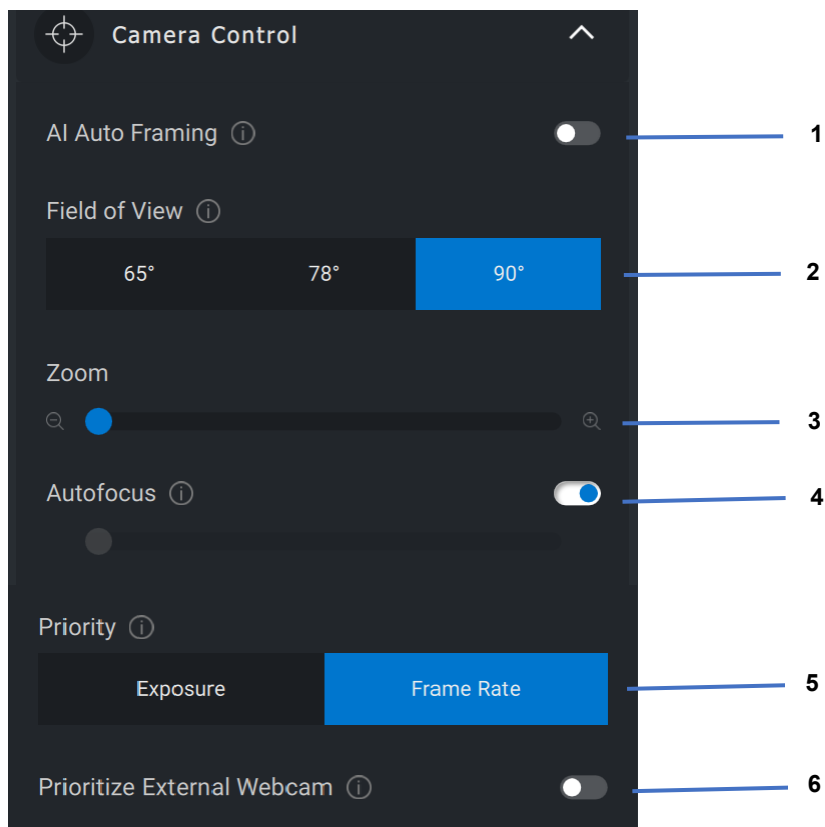 Camera Control
AI Auto Framing
1
Field of View
65° 78° 90°
2
Zoom
3
Autofocus
4
Priority
Exposure Frame Rate
5
Prioritize External Webcam
6